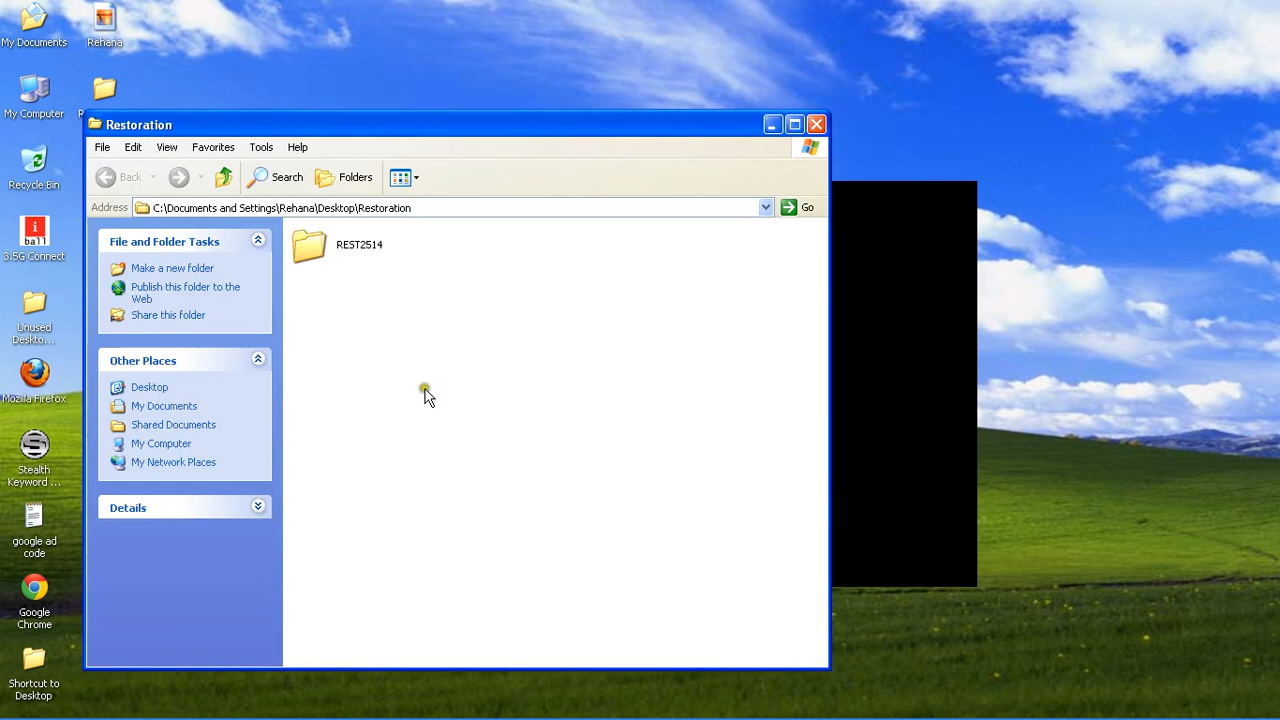 My Documents
Rehana
My Computer
Recycle Bin
i
ball
3.5G Connect
Unused
Deskto...
Mozilla Firefox
Stealth
Keyword ...
google ad
code
Google
Chrome
Shortcut to
Desktop
Restoration
File Edit View Favorites Tools Help
Back Search Folders
Address C:\Documents and Settings\Rehana\Desktop\Restoration Go
File and Folder Tasks
Make a new folder
Publish this folder to the
Web
Share this folder
Other Places
Desktop
My Documents
Shared Documents
My Computer
My Network Places
Details
REST2514